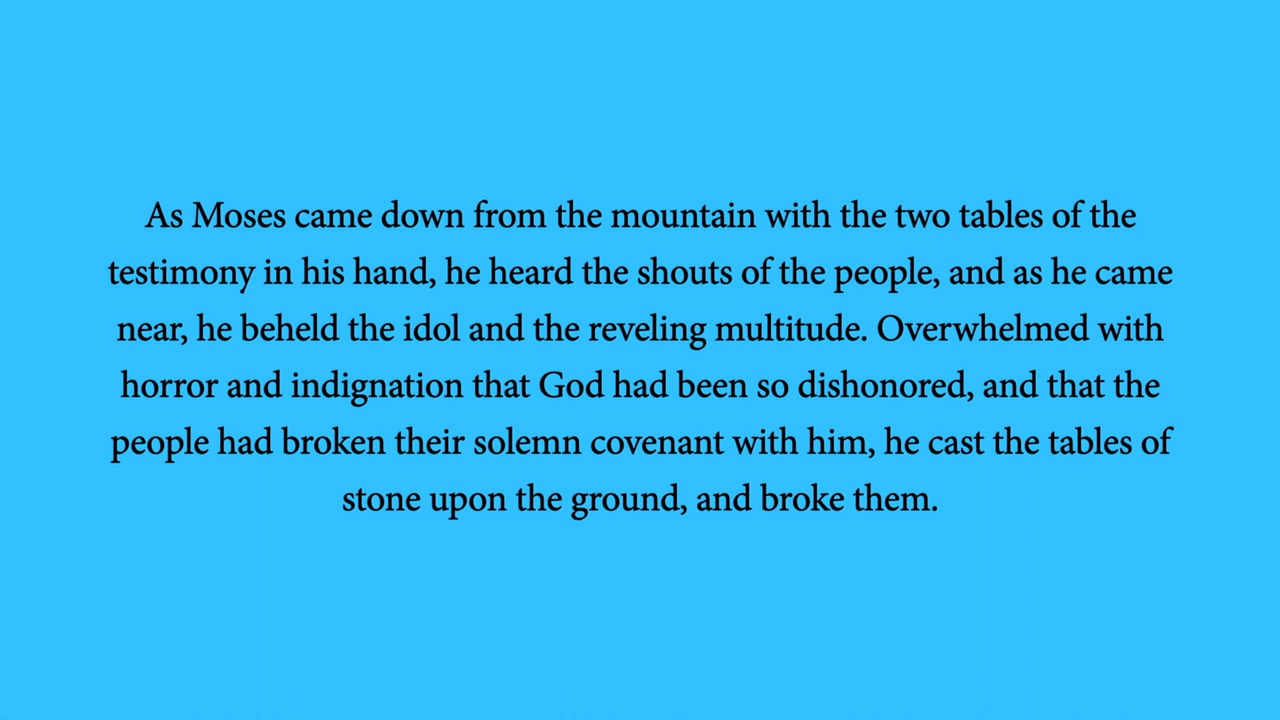 As Moses came down from the mountain with the two tables of the
testimony in his hand, he heard the shouts of the people, and as he came
near, he beheld the idol and the reveling multitude. Overwhelmed with
horror and indignation that God had been so dishonored, and that the
people had broken their solemn covenant with him, he cast the tables of
stone upon the ground, and broke them.